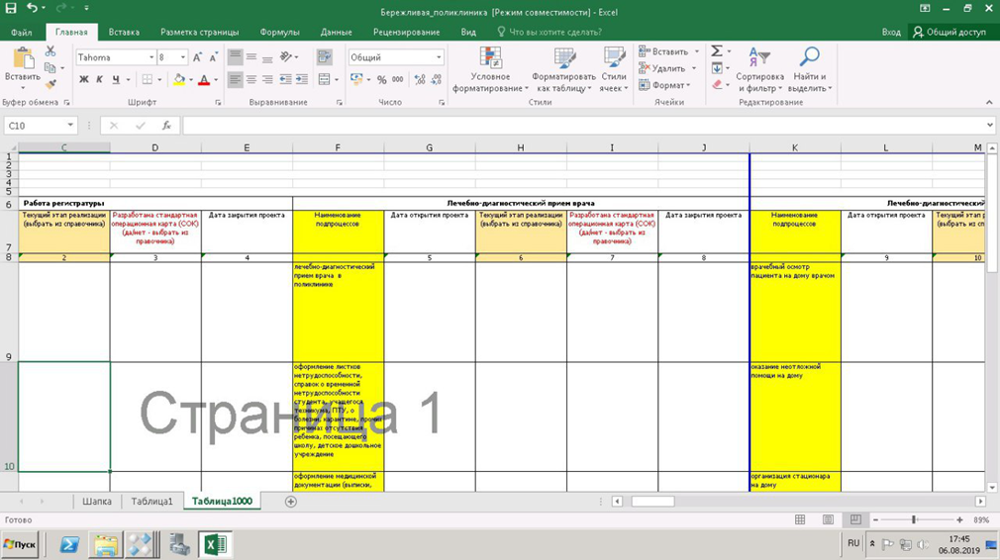 Бережливая_поликлиника [Режим совместимости] - Excel
Файл Главная Вставка Разметка страницы Формулы Данные Рецензирование Вид Что вы хотите сделать? Вход Общий доступ
Вставить
Буфер обмена
Tahoma 8
Ж К Ч
Шрифт
Выравнивание
Общий
% 000
Число
Условное форматирование
Форматировать как таблицу
Стили ячеек
Стили
Вставить
Удалить
Формат
Ячейки
Сортировка и фильтр
Найти и выделить
Редактирование
C10
C D E F G H I J K L M
1
2
3
4
5
6 Работа регистратуры Лечебно-диагностический прием врача Лечебно-диагностический
7
Текущий этап реализации (выбрать из справочника)
Разработана стандартная операционная карта (СОК) (да/нет - выбрать из правочника)
Дата закрытия проекта
Наименование подпроцессов
Дата открытия проекта
Текущий этап реализации (выбрать из справочника)
Разработана стандартная операционная карта (СОК) (да/нет - выбрать из правочника)
Дата закрытия проекта
Наименование подпроцессов
Дата открытия проекта
Текущий этап
(выбрать из
8 2 3 4 5 6 7 8 9 10
лечебно-диагностический
прием врача в
поликлинике
врачебный осмотр
пациента на дому врачом
9
оформление листков
нетрудоспособности,
справок о временной
нетрудоспособности
студента, учащегося
техникума, ПТУ, о
болезни, карантине, прочих
причинах отсутствия
ребенка, посещающего
школу, детское дошкольное
учреждение
оказание неотложной
помощи на дому
Страница 1
10
оформление медицинской
документации (выписки,
организация стационара
на дому
Шапка Таблица1 Таблица1000
Готово 89%
Пуск RU 17:45
06.08.2019